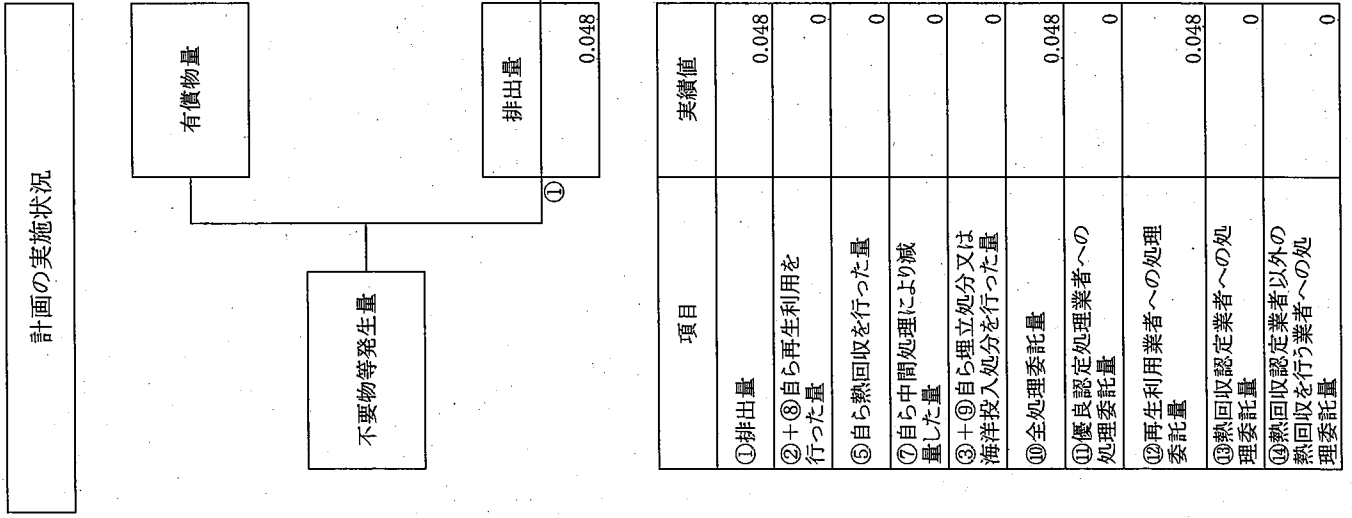 計画の実施状況
有償物量
不要物等発生量
排出量
①
0.048
項目
実績値
①排出量
0.048
②+⑧自ら再生利用を
行った量
0
⑤自ら熱回収を行った量
0
⑦自ら中間処理により減
量した量
0
③+⑨自ら埋立処分又は
海洋投入処分を行った量
0
⑩全処理委託量
0.048
⑪優良認定処理業者への
処理委託量
0
⑫再生利用業者への処理
委託量
0.048
⑬熱回収認定業者への処
理委託量
0
⑭熱回収認定業者以外の
熱回収を行う業者への処
理委託量
0